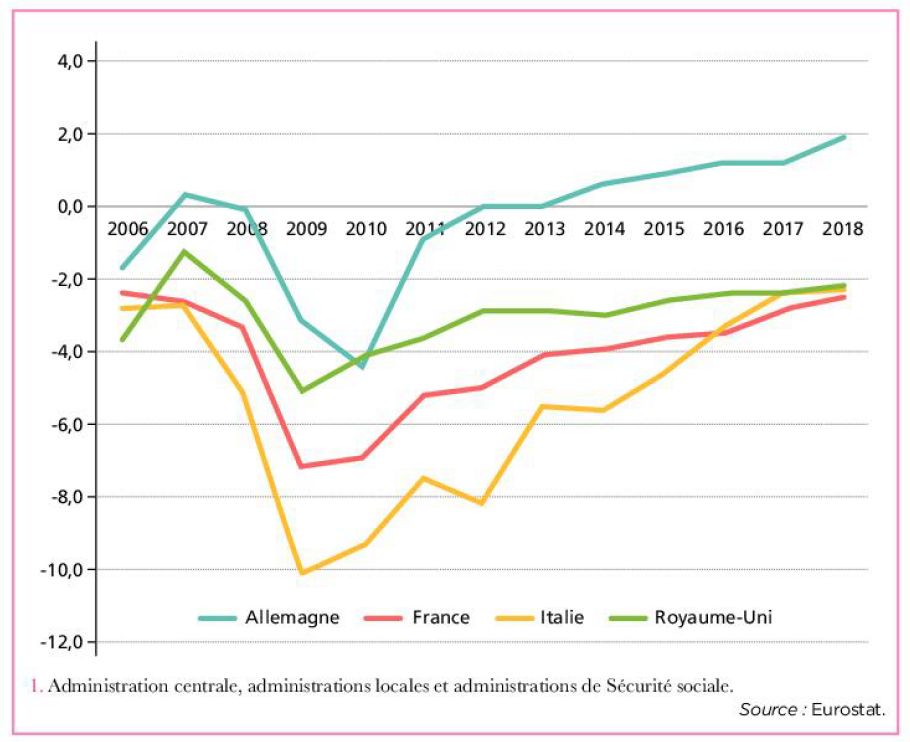 4,0
2,0
0,0
2006 2007 2008 2009 2010 2011 2012 2013 2014 2015 2016 2017 2018
-2,0
-4,0
-6,0
-8,0
-10,0
Allemagne France Italie Royaume-Uni
-12,0
1. Administration centrale, administrations locales et administrations de Sécurité sociale.
Source : Eurostat.